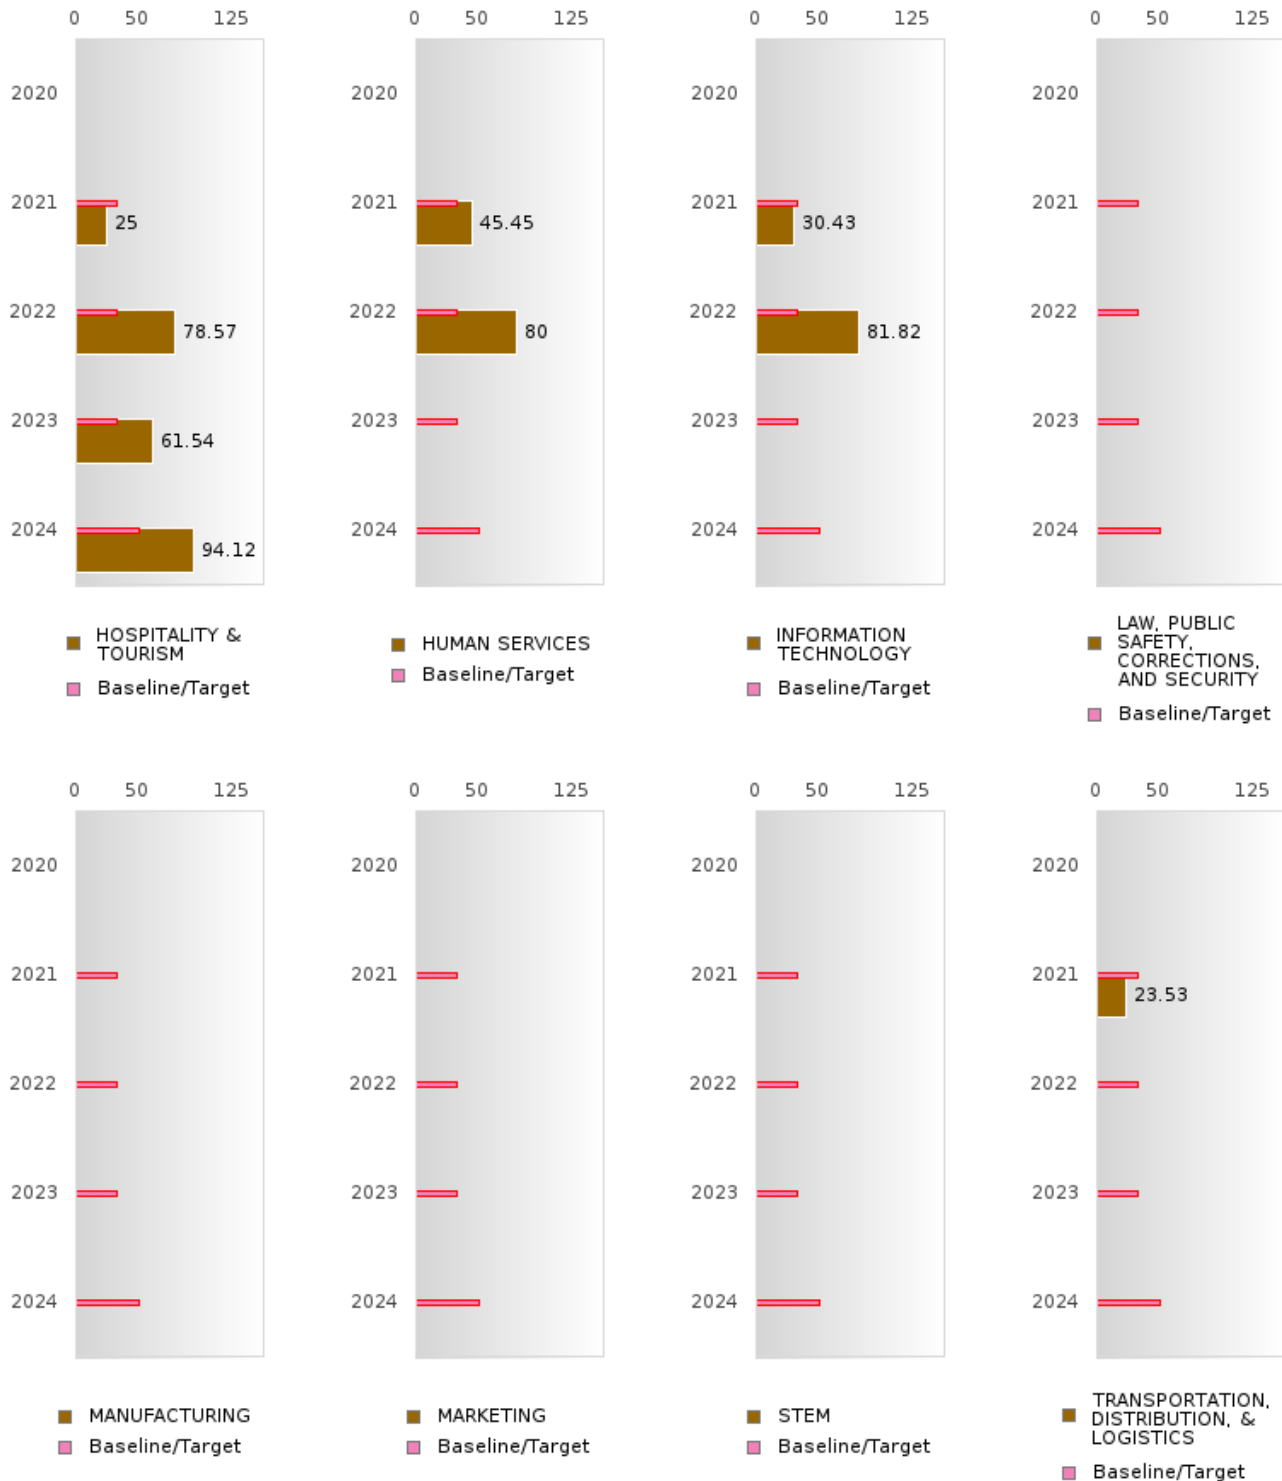 0 50 125 0 50 125 0 50 125 0 50 125
2020 2020 2020 2020
2021 2021 2021 2021
25 45.45 30.43
2022 2022 2022 2022
78.57 80 81.82
2023 2023 2023 2023
61.54
2024 2024 2024 2024
94.12
HOSPITALITY &
TOURISM
Baseline/Target
HUMAN SERVICES
Baseline/Target
INFORMATION
TECHNOLOGY
Baseline/Target
LAW, PUBLIC
SAFETY,
CORRECTIONS,
AND SECURITY
Baseline/Target
0 50 125 0 50 125 0 50 125 0 50 125
2020 2020 2020 2020
2021 2021 2021 2021
23.53
2022 2022 2022 2022
2023 2023 2023 2023
2024 2024 2024 2024
MANUFACTURING
Baseline/Target
MARKETING
Baseline/Target
STEM
Baseline/Target
TRANSPORTATION,
DISTRIBUTION, &
LOGISTICS
Baseline/Target